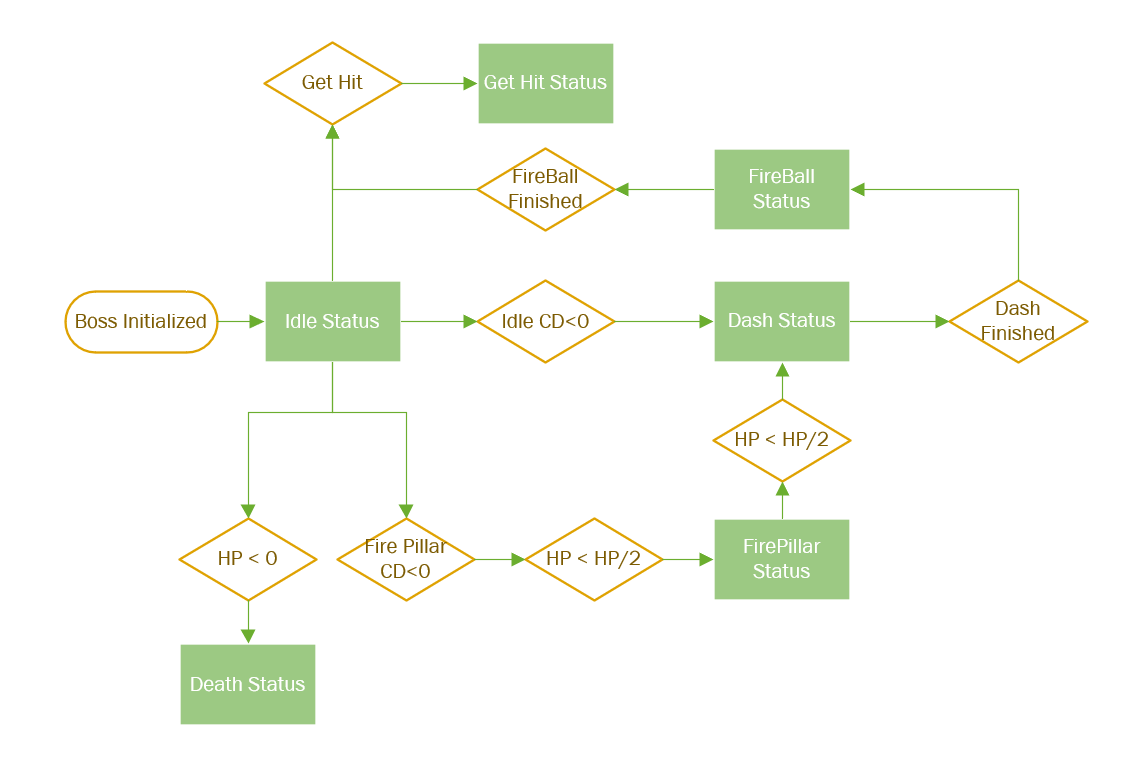 Get Hit
Get Hit Status
FireBall
Finished
FireBall
Status
Boss Initialized
Idle Status
Idle CD<0
Dash Status
Dash
Finished
HP < HP/2
HP < 0
Fire Pillar
CD<0
HP < HP/2
FirePillar
Status
Death Status